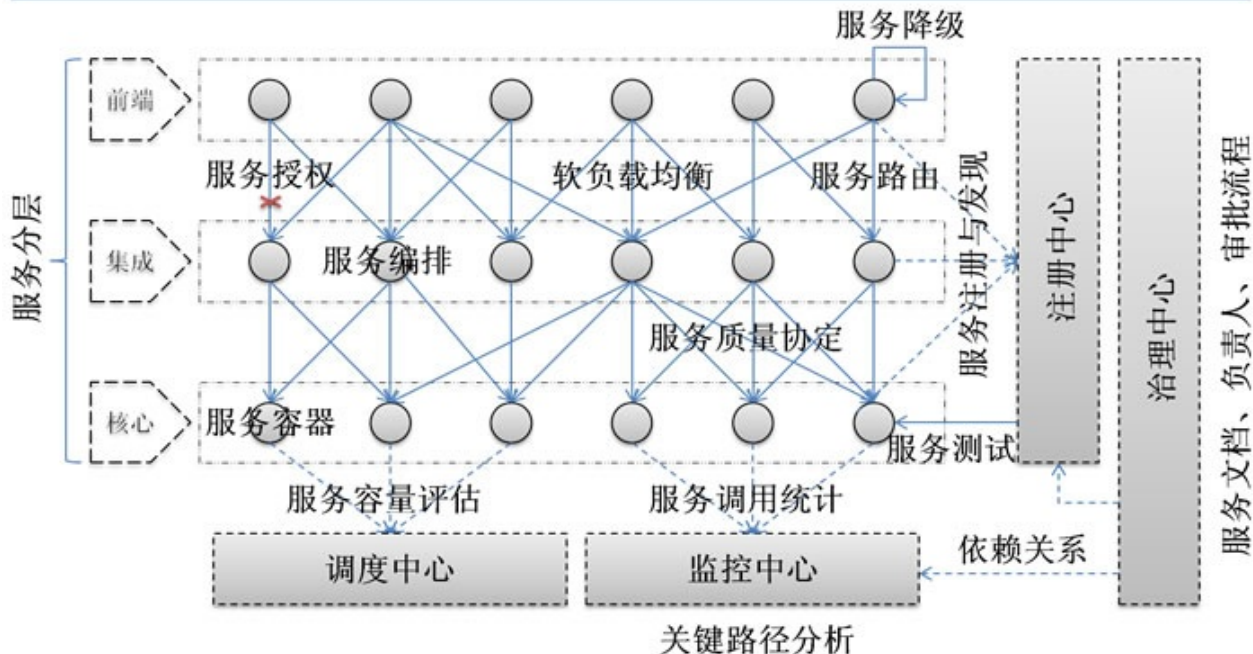 服务降级
前端
服务授权
软负载均衡
服务路由
服务分层
集成
服务编排
服务注册与发现
注册中心
治理中心
服务文档、负责人、审批流程
服务质量协定
核心
服务容器
服务测试
服务容量评估
服务调用统计
调度中心
监控中心
依赖关系
关键路径分析